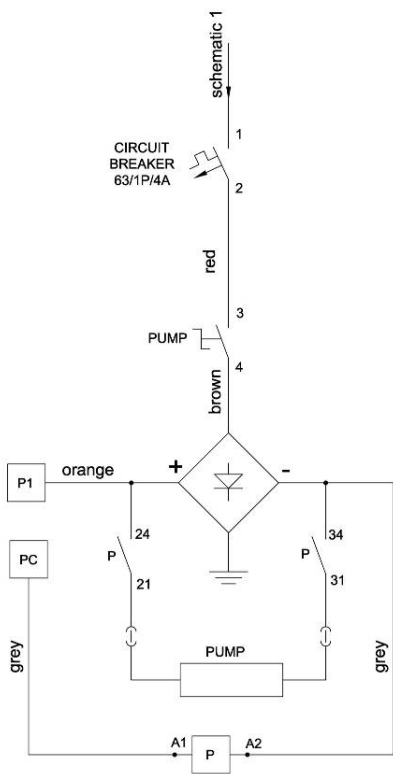 schematic 1
1
CIRCUIT
BREAKER
63/1P/4A
2
red
3
PUMP
4
brown
orange
+
-
P1
24
34
P
P
PC
21
31
grey
grey
PUMP
A1
P
A2